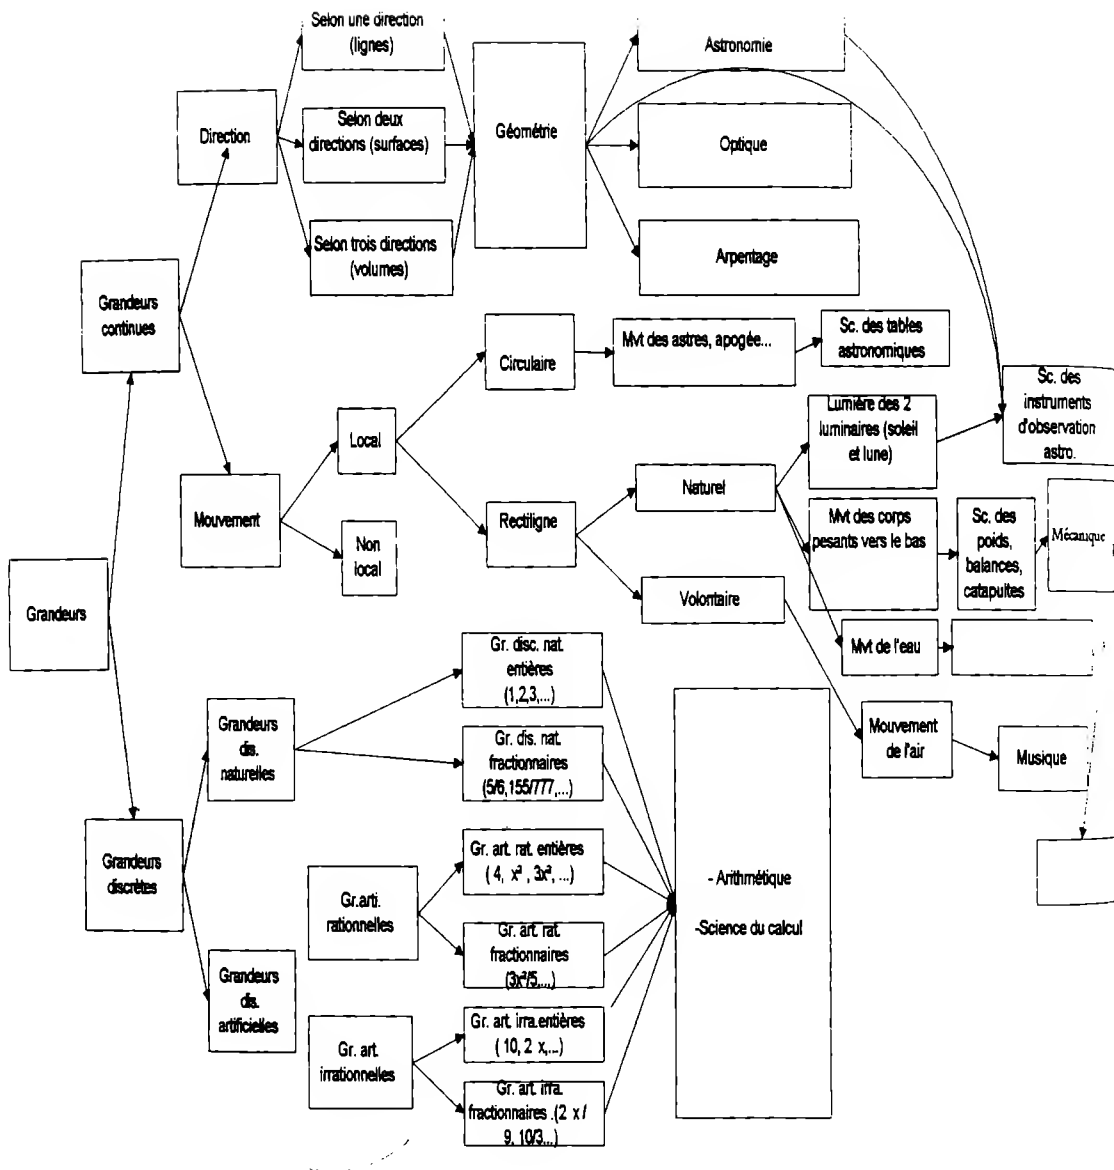 Selon une direction
(lignes)
Astronomie
Direction
Selon deux
directions (surfaces)
Géométrie
Optique
Selon trois directions
(volumes)
Arpentage
Grandeurs
continues
Circulaire
Mvt des astres, apogée...
Sc. des tables
astronomiques
Sc. des
instruments
d'observation
astro.
Local
Lumière des 2
luminaires (soleil
et lune)
Mouvement
Non
local
Rectiligne
Naturel
Mvt des corps
pesants vers le bas
Sc. des
poids,
balances,
catapultes
Mécanique
Volontaire
Grandeurs
Mvt de l'eau
Mouvement
de l'air
Musique
Grandeurs
dis.
naturelles
Gr. disc. nat.
entières
(1,2,3,...)
Gr. dis. nat.
fractionnaires
(5/6,155/777,...)
Grandeurs
discrètes
Gr.arti.
rationnelles
Gr. art. rat. entières
( 4, x² , 3x², ...)
Gr. art. rat.
fractionnaires
(3x²/5,...)
- Arithmétique
-Science du calcul
Grandeurs
dis.
artificielles
Gr. art.
irrationnelles
Gr. art. irra.entières
( 10, 2 x,...)
Gr. art. irra.
fractionnaires .(2 x /
9, 10/3...)